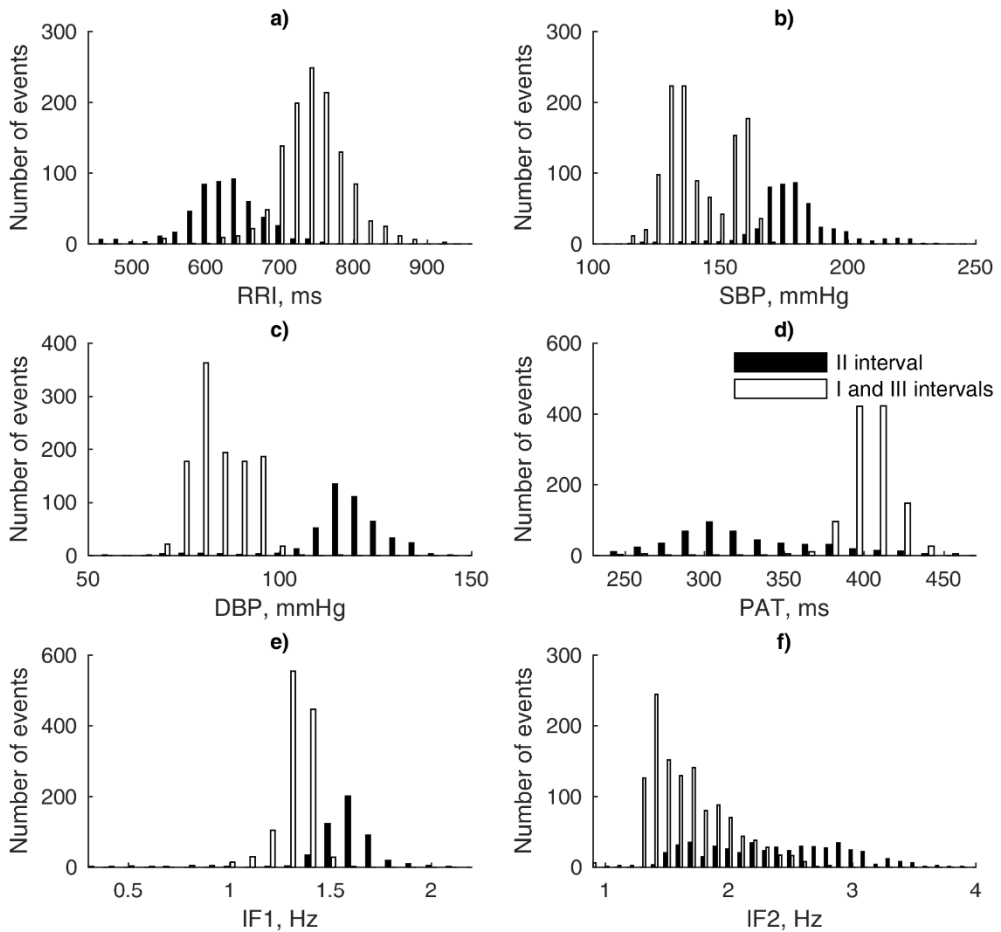 a)
300
200
100
0
Number of events
500 600 700 800 900
RRI, ms
b)
300
200
100
0
Number of events
100 150 200 250
SBP, mmHg
c)
400
300
200
100
0
Number of events
50 100 150
DBP, mmHg
d)
600
400
200
0
Number of events
II interval
I and III intervals
250 300 350 400 450
PAT, ms
e)
600
400
200
0
Number of events
0.5 1 1.5 2
IF1, Hz
f)
300
200
100
0
Number of events
1 2 3 4
IF2, Hz